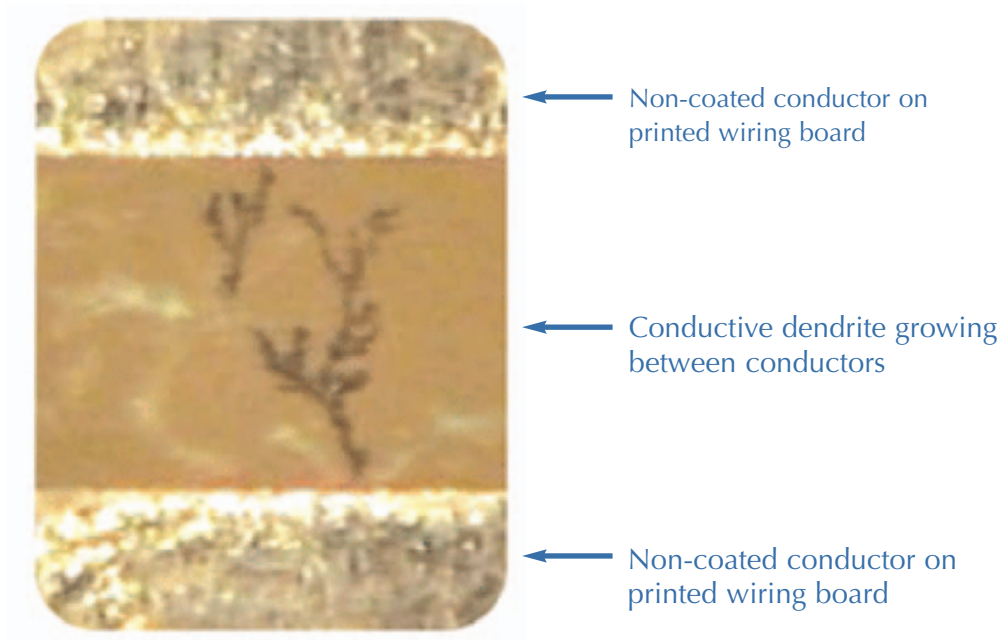 Non-coated conductor on
printed wiring board
Conductive dendrite growing
between conductors
Non-coated conductor on
printed wiring board